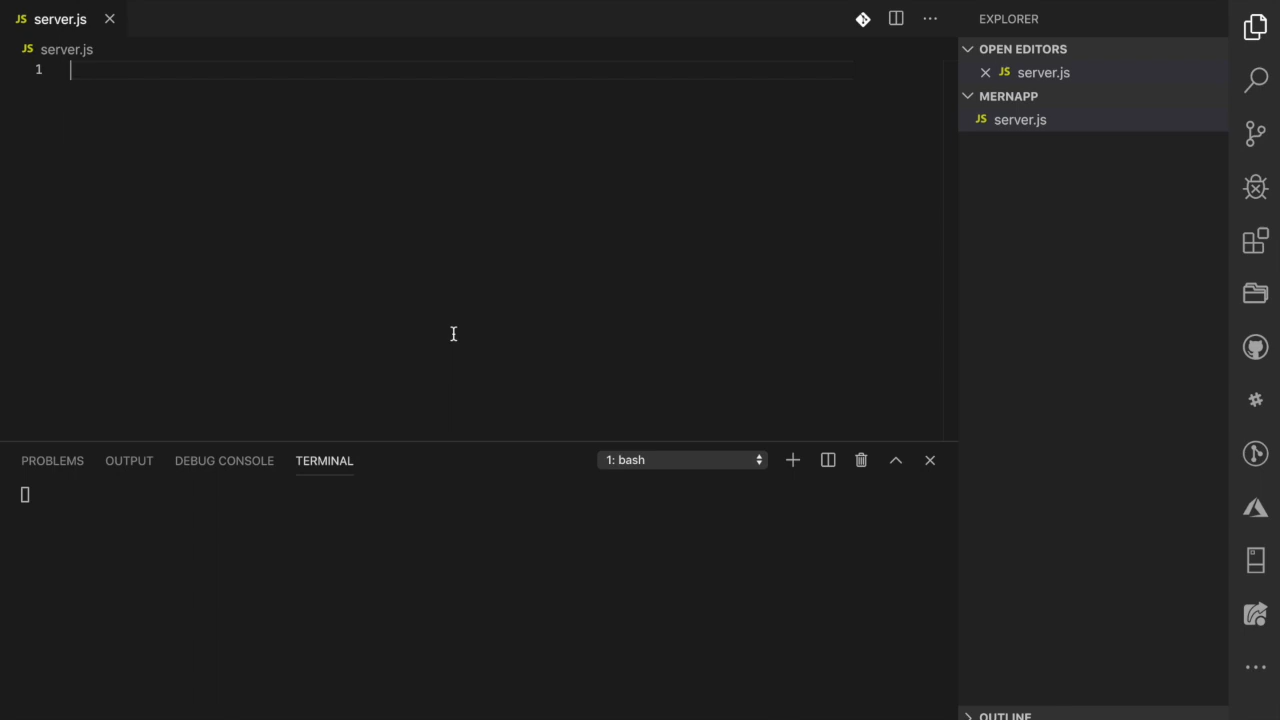 JS server.js
JS server.js
1
PROBLEMS OUTPUT DEBUG CONSOLE TERMINAL
1: bash
EXPLORER
OPEN EDITORS
JS server.js
MERNAPP
JS server.js
OUTLINE